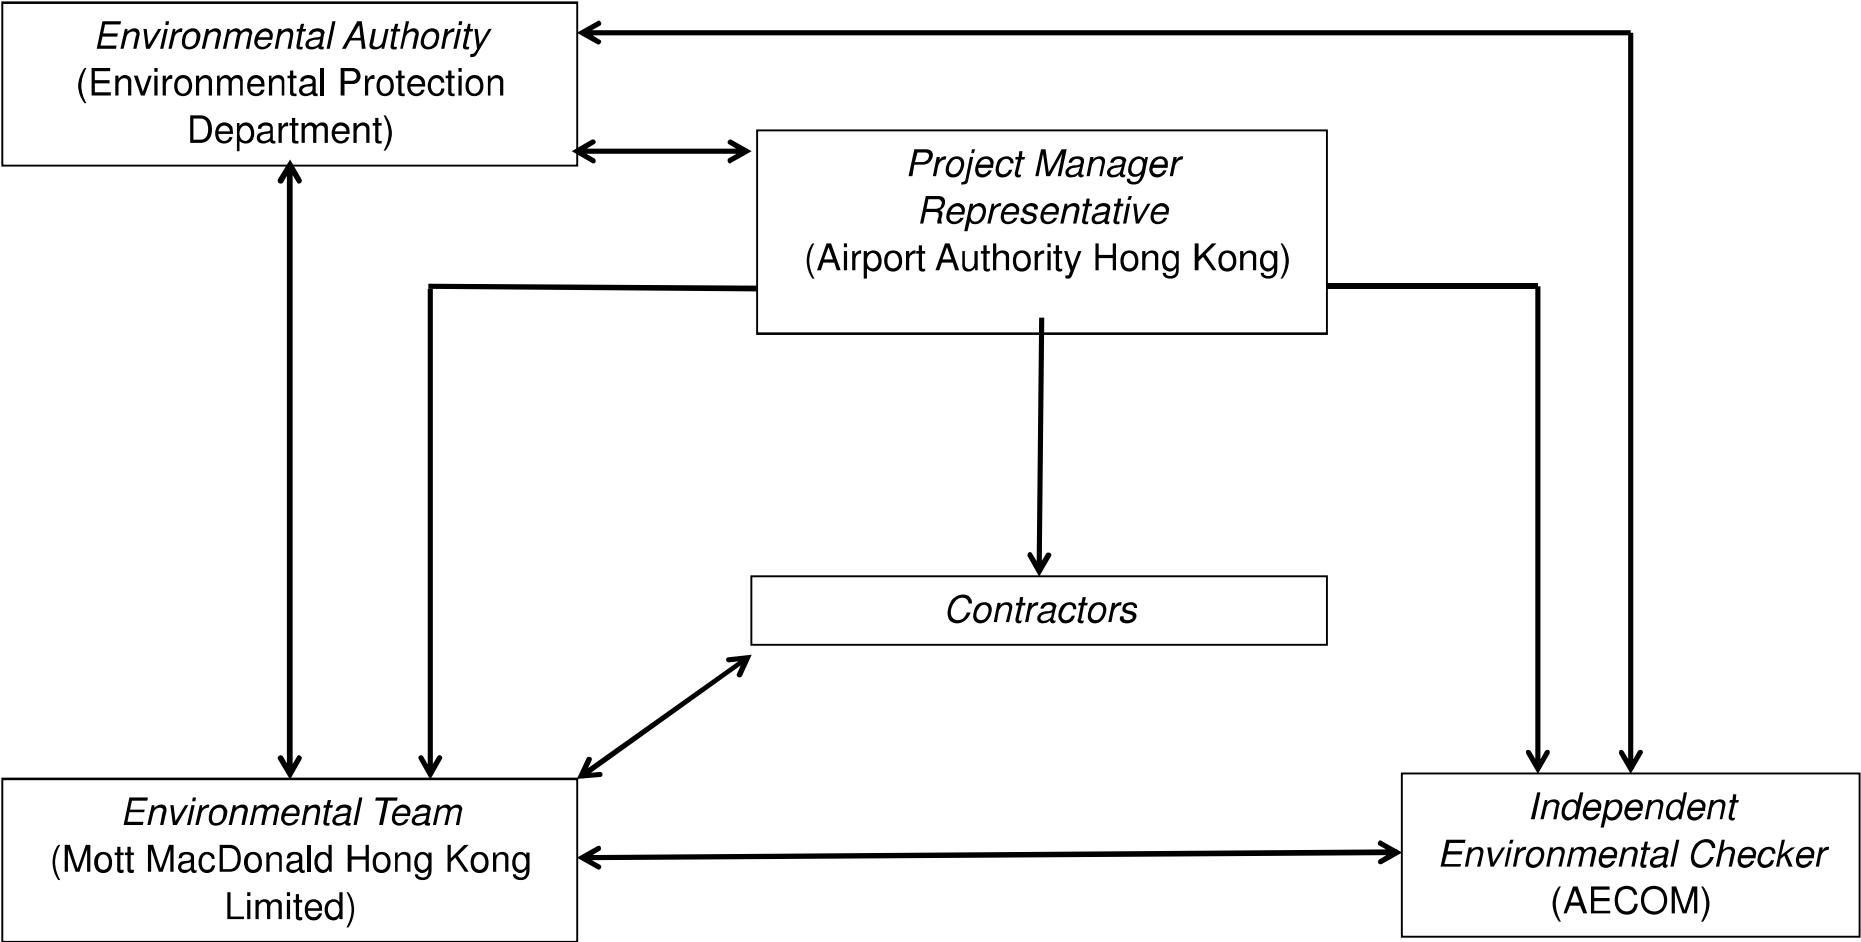 Environmental Authority
(Environmental Protection
Department)
Project Manager
Representative
(Airport Authority Hong Kong)
Contractors
Environmental Team
(Mott MacDonald Hong Kong
Limited)
Independent
Environmental Checker
(AECOM)